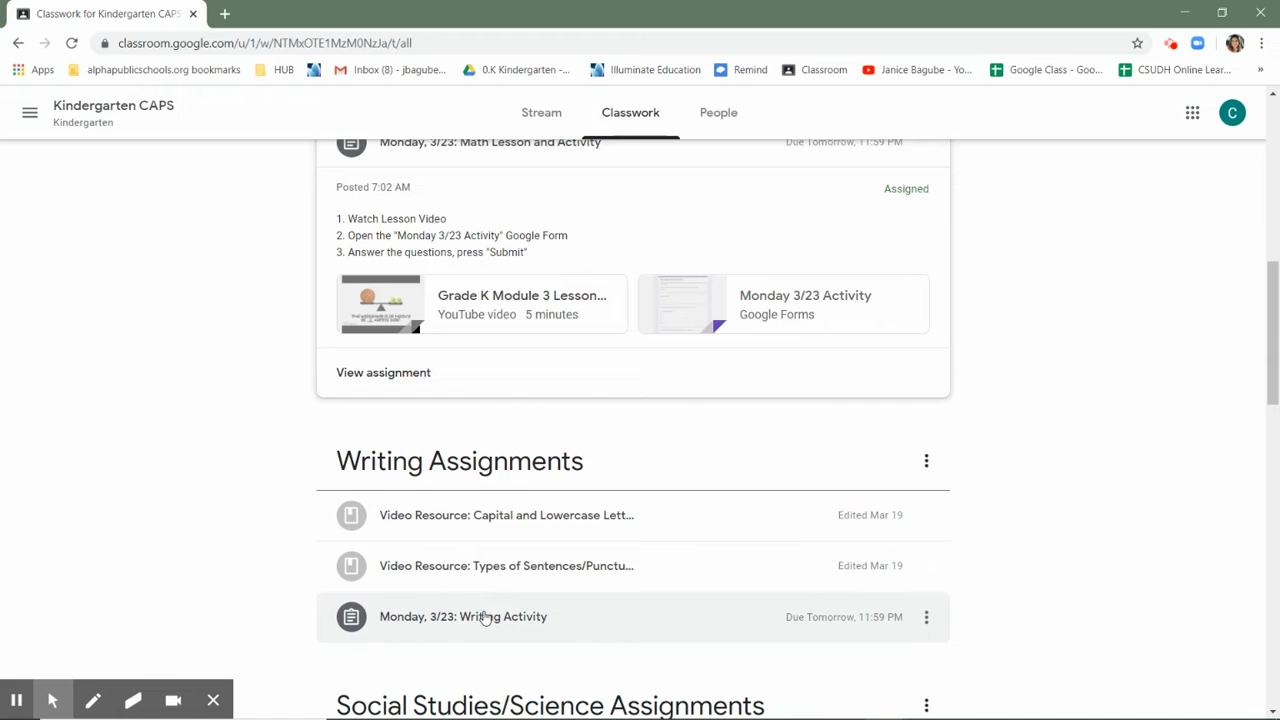 Classwork for Kindergarten CAPS
classroom.google.com/u/1/w/NTMxOTE1MzM0NzJa/t/all
Apps alphapublicschools.org bookmarks HUB Inbox (8) - jbagube... 0.K Kindergarten -... Illuminate Education Remind Classroom Janice Bagube - Yo... Google Class - Goo... CSUDH Online Lear... »
Kindergarten CAPS
Kindergarten
Stream Classwork People
C
Monday, 3/23: Math Lesson and Activity Due Tomorrow, 11:59 PM
Posted 7:02 AM Assigned
1. Watch Lesson Video
2. Open the "Monday 3/23 Activity" Google Form
3. Answer the questions, press "Submit"
Grade K Module 3 Lesson... Monday 3/23 Activity
YouTube video 5 minutes Google Forms
View assignment
Writing Assignments
Video Resource: Capital and Lowercase Lett... Edited Mar 19
Video Resource: Types of Sentences/Punctu... Edited Mar 19
Monday, 3/23: Writing Activity Due Tomorrow, 11:59 PM
Social Studies/Science Assignments